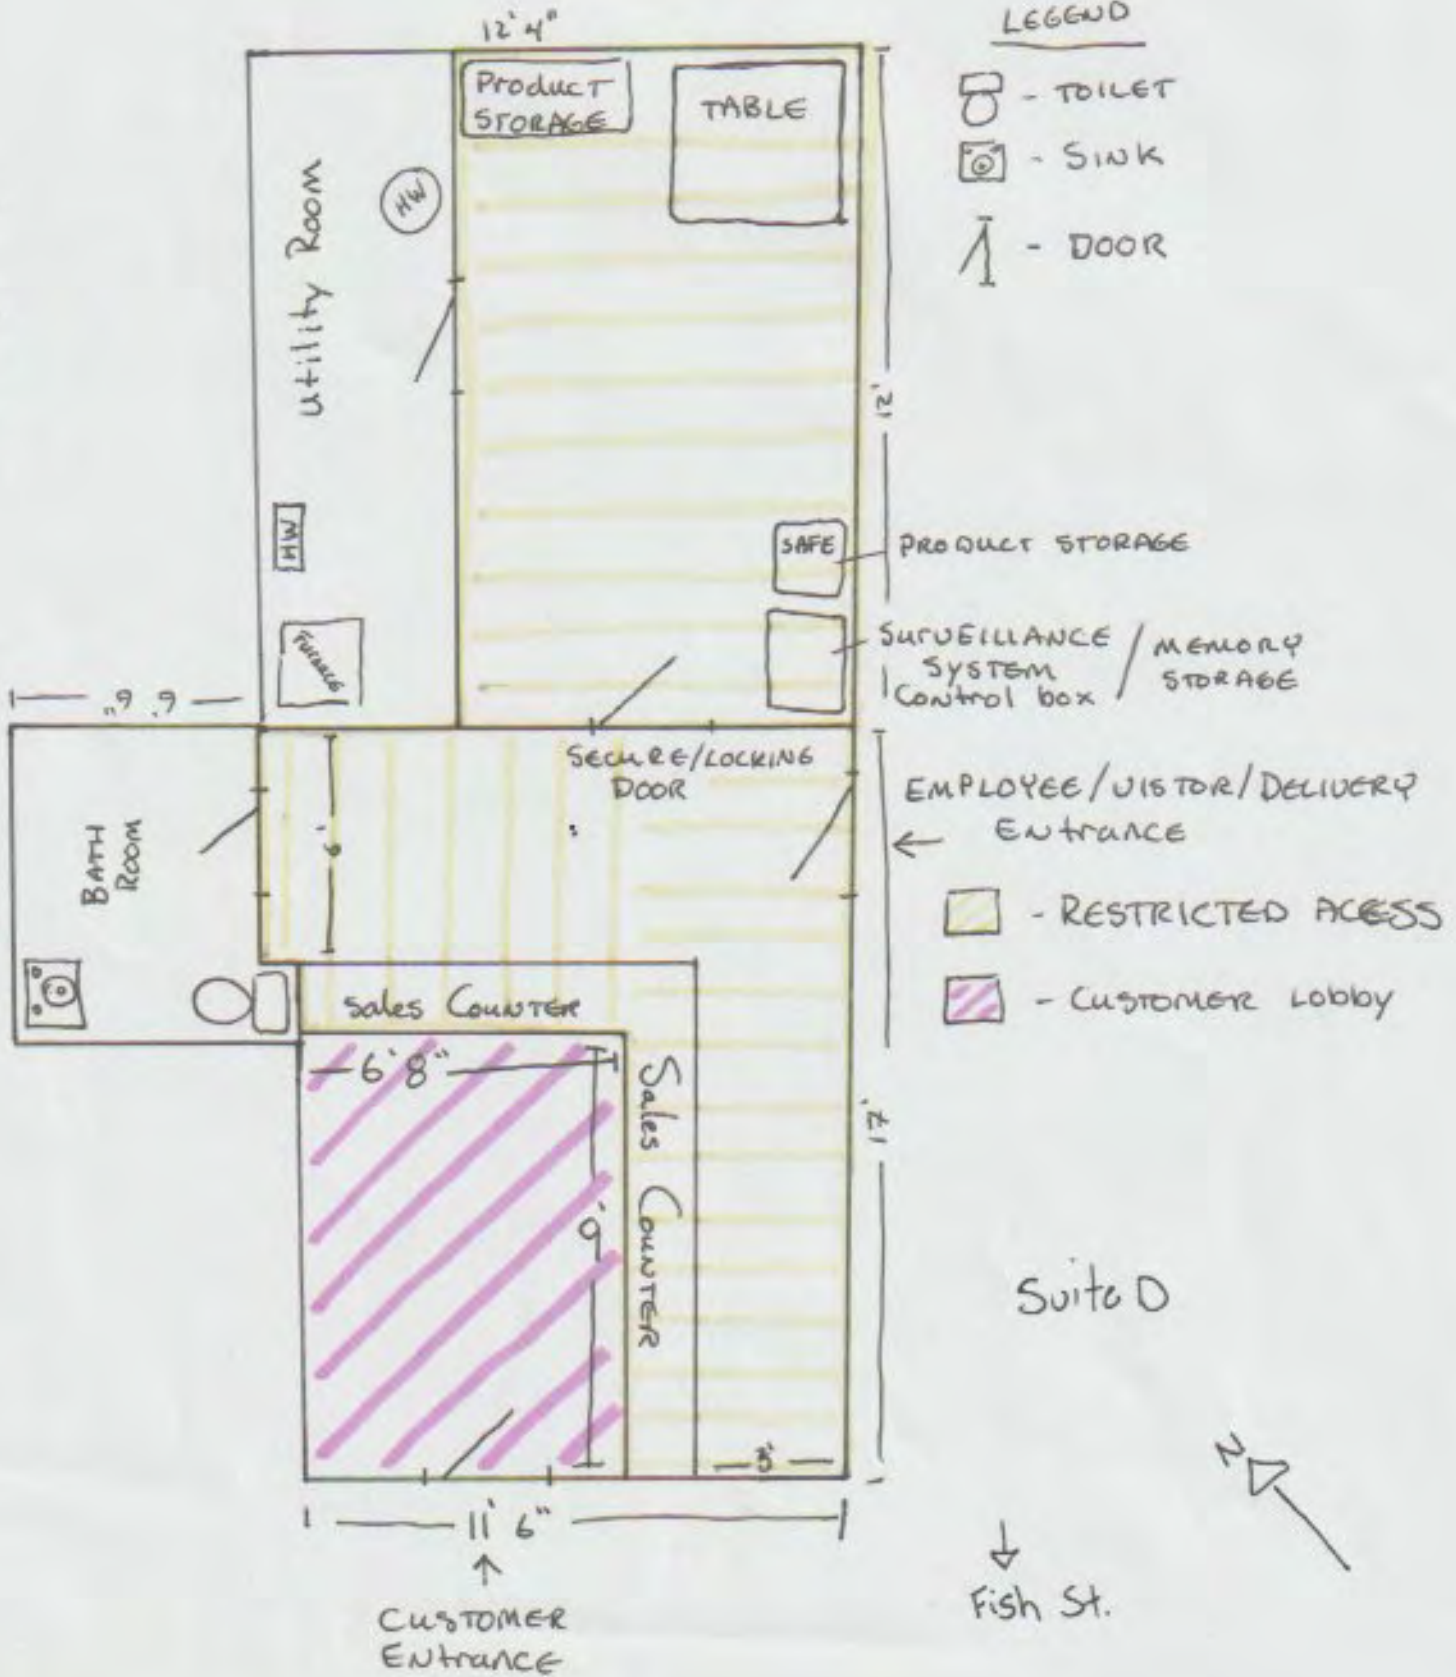 12' 4"
LEGEND
Product
STORAGE
TABLE
- TOILET
- SINK
- DOOR
Utility Room
HW
12'
HW
SAFE
PRODUCT STORAGE
FURNACE
SURVEILLANCE / MEMORY
SYSTEM STORAGE
Control box
6' 6"
SECURE/LOCKING
DOOR
EMPLOYEE/VISTOR/DELIVERY
Entrance
BATH
ROOM
6'
- RESTRICTED ACESS
- CUSTOMER Lobby
Sales COUNTER
6' 8"
Sales COUNTER
9'
17'
Suite D
3'
N
11' 6"
CUSTOMER
Entrance
Fish St.